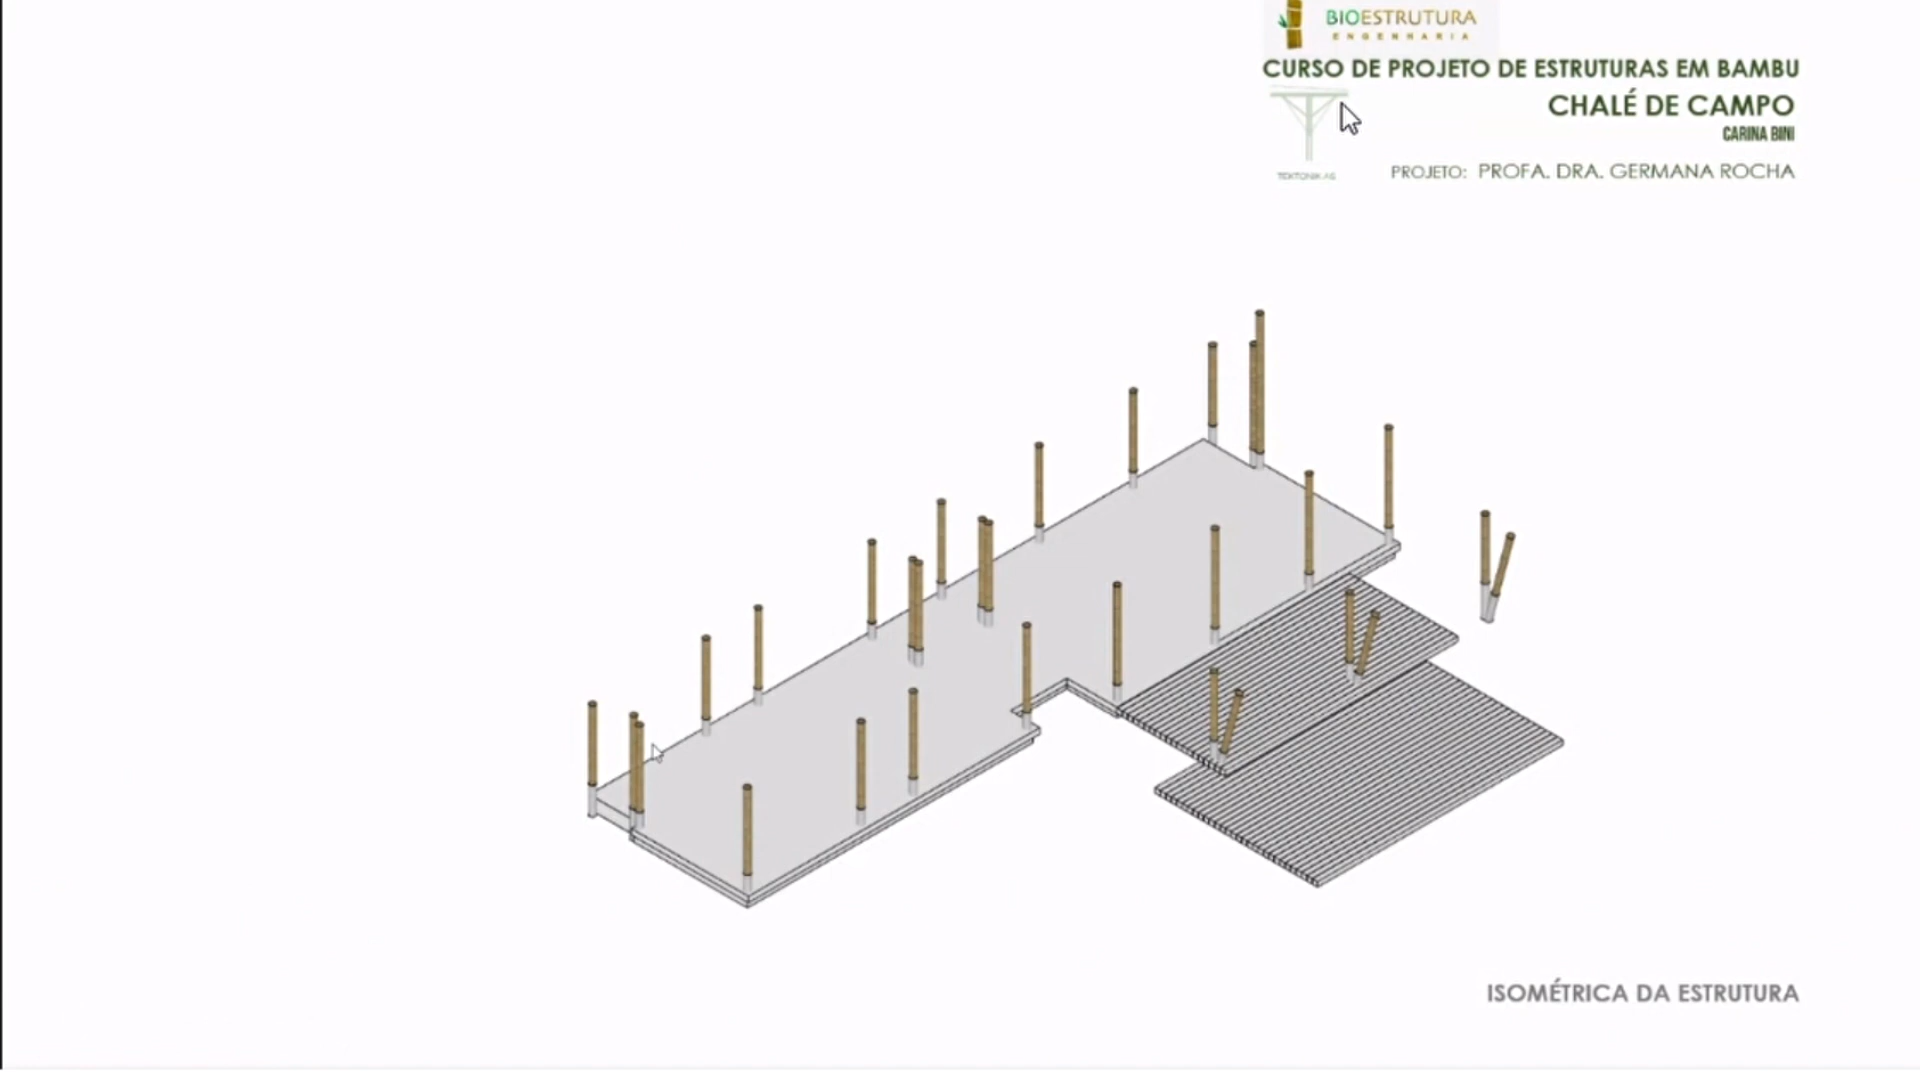 BIOESTRUTURA
ENGENHARIA
CURSO DE PROJETO DE ESTRUTURAS EM BAMBU
CHALÉ DE CAMPO
CARINA BINI
PROJETO: PROFA. DRA. GERMANA ROCHA
ISOMÉTRICA DA ESTRUTURA